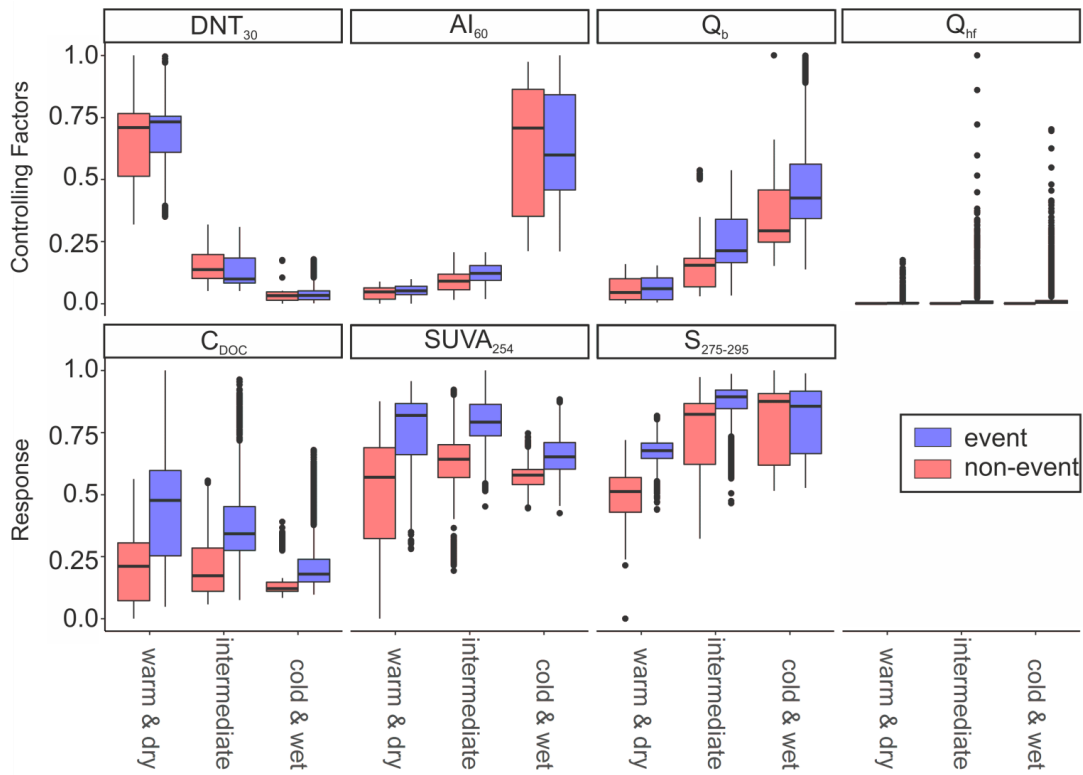 DNT30 AI60 Qb Qhf
Controlling Factors
1.0
0.75
0.5
0.25
0.0
CDOC SUVA254 S275-295
Response
1.0
0.75
0.5
0.25
0.0
event
non-event
warm & dry intermediate cold & wet warm & dry intermediate cold & wet warm & dry intermediate cold & wet warm & dry intermediate cold & wet